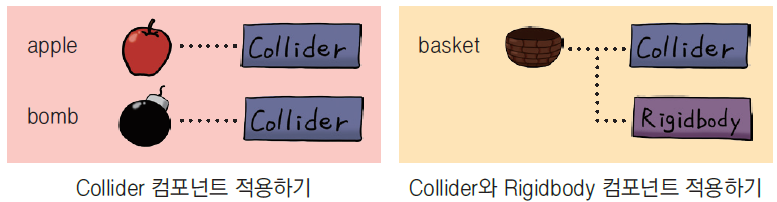 apple
Collider
bomb
Collider
Collider 컴포넌트 적용하기
basket
Collider
Rigidbody
Collider와 Rigidbody 컴포넌트 적용하기